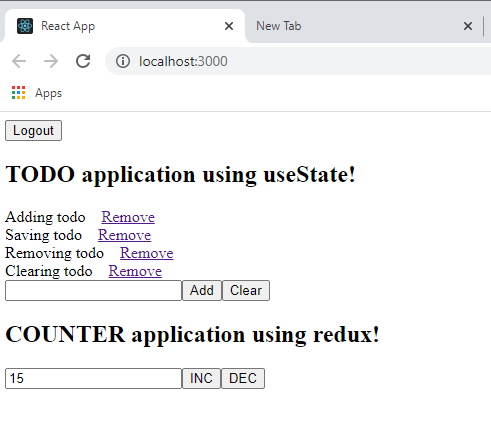 React App
New Tab
localhost:3000
Apps
Logout
TODO application using useState!
Adding todo Remove
Saving todo Remove
Removing todo Remove
Clearing todo Remove
Add Clear
COUNTER application using redux!
15 INC DEC